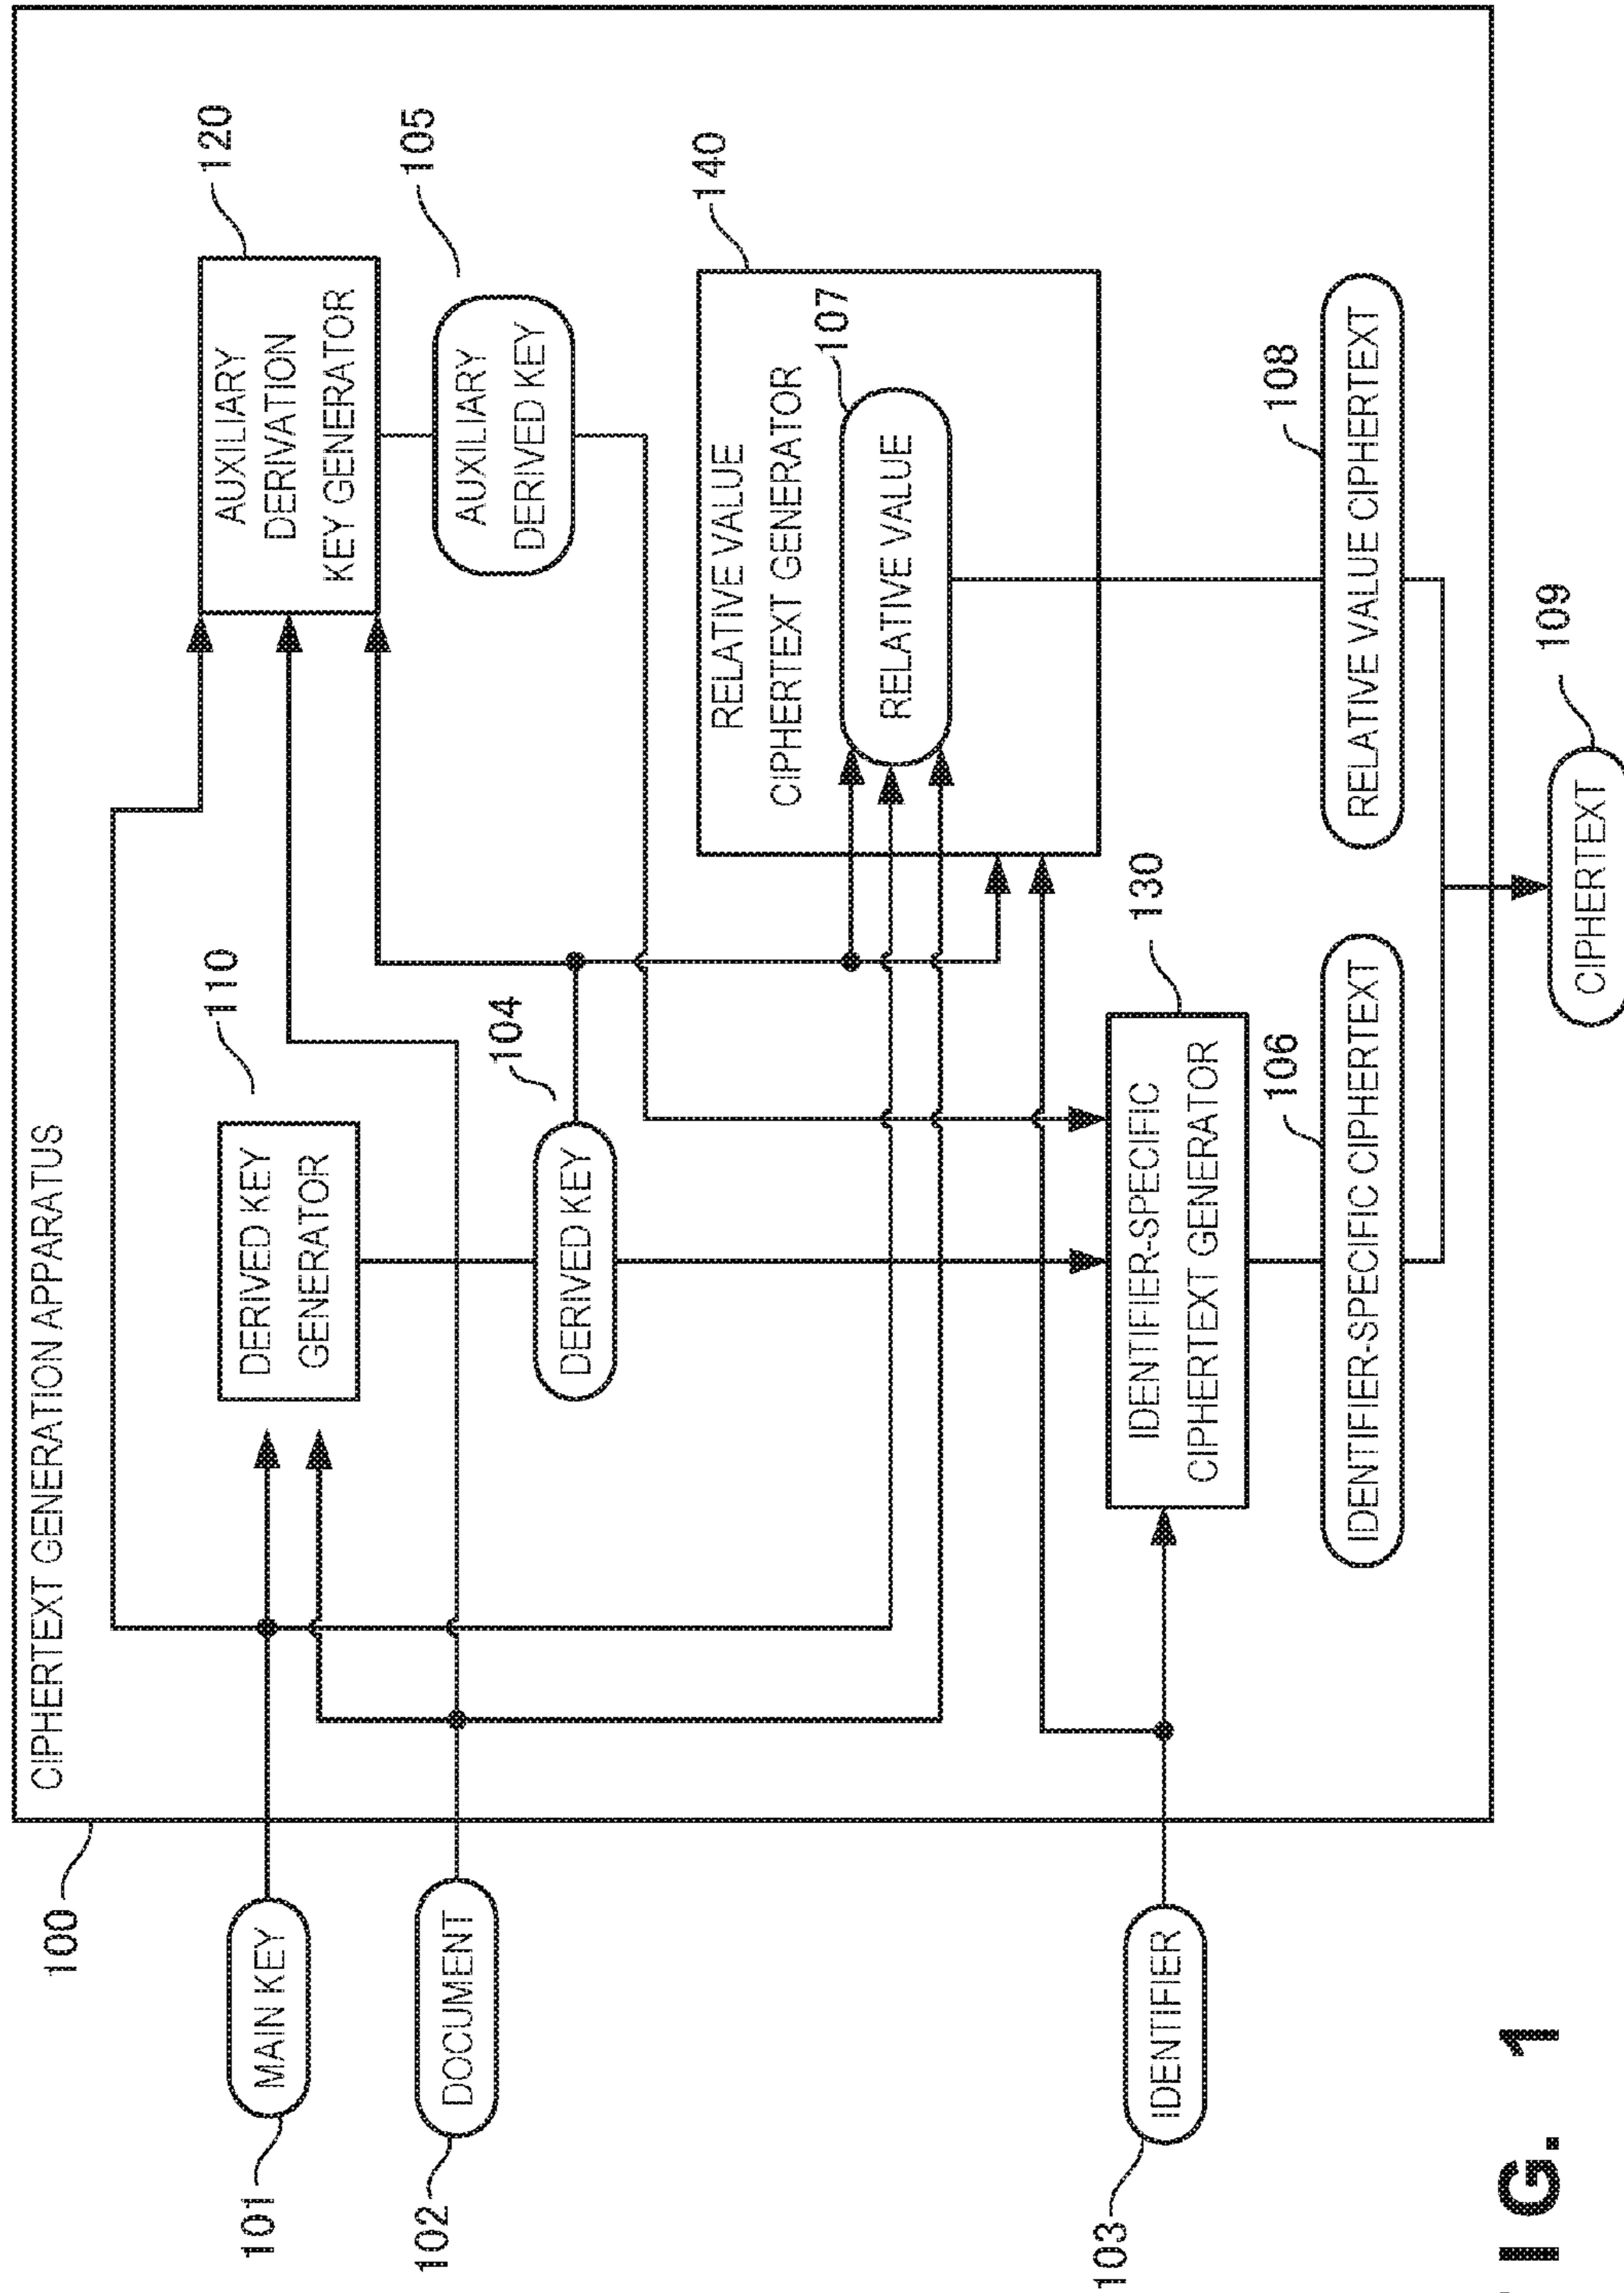 CIPHERTEXT GENERATION APPARATUS
100
101
MAIN KEY
102
DOCUMENT
103
IDENTIFIER
110
DERIVED KEY
GENERATOR
120
AUXILIARY
DERIVATION
KEY GENERATOR
104
DERIVED KEY
105
AUXILIARY
DERIVED KEY
140
RELATIVE VALUE
CIPHERTEXT GENERATOR
107
RELATIVE VALUE
130
IDENTIFIER-SPECIFIC
CIPHERTEXT GENERATOR
106
IDENTIFIER-SPECIFIC CIPHERTEXT
108
RELATIVE VALUE CIPHERTEXT
109
CIPHERTEXT
IG. 1